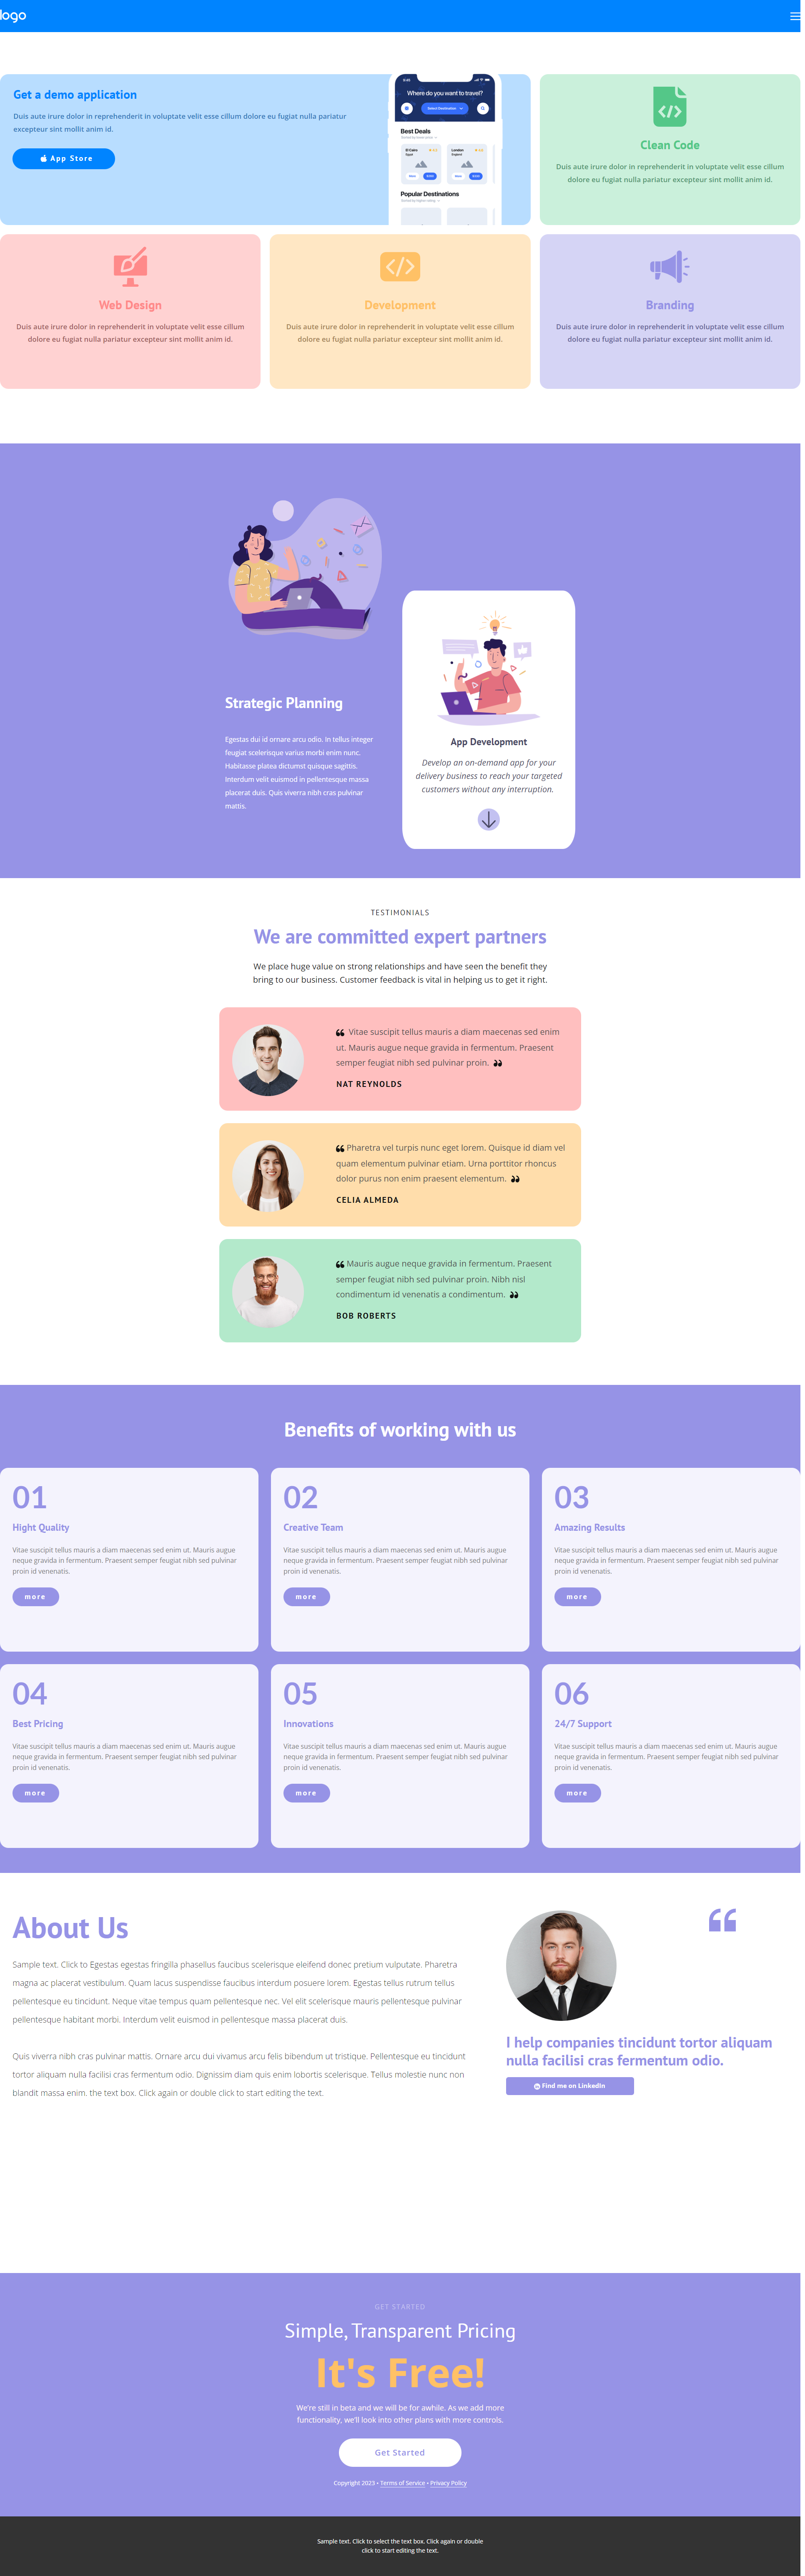 logo
Get a demo application
Duis aute irure dolor in reprehenderit in voluptate velit esse cillum dolore eu fugiat nulla pariatur
excepteur sint mollit anim id.
App Store
Where do you want to travel?
Select Destination
Best Deals
Cairo
Egypt
London
England
Popular Destinations
Clean Code
Duis aute irure dolor in reprehenderit in voluptate velit esse cillum
dolore eu fugiat nulla pariatur excepteur sint mollit anim id.
Web Design
Duis aute irure dolor in reprehenderit in voluptate velit esse cillum
dolore eu fugiat nulla pariatur excepteur sint mollit anim id.
Development
Duis aute irure dolor in reprehenderit in voluptate velit esse cillum
dolore eu fugiat nulla pariatur excepteur sint mollit anim id.
Branding
Duis aute irure dolor in reprehenderit in voluptate velit esse cillum
dolore eu fugiat nulla pariatur excepteur sint mollit anim id.
Strategic Planning
Egestas dui id ornare arcu odio. In tellus integer
feugiat scelerisque varius morbi enim nunc.
Habitasse platea dictumst quisque sagittis.
Interdum velit euismod in pellentesque massa
placerat duis. Quis viverra nibh cras pulvinar
mattis.
App Development
Develop an on-demand app for your
delivery business to reach your targeted
customers without any interruption.
TESTIMONIALS
We are committed expert partners
We place huge value on strong relationships and have seen the benefit they
bring to our business. Customer feedback is vital in helping us to get it right.
❝ Vitae suscipit tellus mauris a diam maecenas sed enim
ut. Mauris augue neque gravida in fermentum. Praesent
semper feugiat nibh sed pulvinar proin. ❞
NAT REYNOLDS
❝ Pharetra vel turpis nunc eget lorem. Quisque id diam vel
quam elementum pulvinar etiam. Urna porttitor rhoncus
dolor purus non enim praesent elementum. ❞
CELIA ALMEDA
❝ Mauris augue neque gravida in fermentum. Praesent
semper feugiat nibh sed pulvinar proin. Nibh nisl
condimentum id venenatis a condimentum. ❞
BOB ROBERTS
Benefits of working with us
01
Hight Quality
Vitae suscipit tellus mauris a diam maecenas sed enim ut. Mauris augue
neque gravida in fermentum. Praesent semper feugiat nibh sed pulvinar
proin id venenatis.
more
02
Creative Team
Vitae suscipit tellus mauris a diam maecenas sed enim ut. Mauris augue
neque gravida in fermentum. Praesent semper feugiat nibh sed pulvinar
proin id venenatis.
more
03
Amazing Results
Vitae suscipit tellus mauris a diam maecenas sed enim ut. Mauris augue
neque gravida in fermentum. Praesent semper feugiat nibh sed pulvinar
proin id venenatis.
more
04
Best Pricing
Vitae suscipit tellus mauris a diam maecenas sed enim ut. Mauris augue
neque gravida in fermentum. Praesent semper feugiat nibh sed pulvinar
proin id venenatis.
more
05
Innovations
Vitae suscipit tellus mauris a diam maecenas sed enim ut. Mauris augue
neque gravida in fermentum. Praesent semper feugiat nibh sed pulvinar
proin id venenatis.
more
06
24/7 Support
Vitae suscipit tellus mauris a diam maecenas sed enim ut. Mauris augue
neque gravida in fermentum. Praesent semper feugiat nibh sed pulvinar
proin id venenatis.
more
About Us
Sample text. Click to Egestas egestas fringilla phasellus faucibus scelerisque eleifend donec pretium vulputate. Pharetra
magna ac placerat vestibulum. Quam lacus suspendisse faucibus interdum posuere lorem. Egestas tellus rutrum tellus
pellentesque eu tincidunt. Neque vitae tempus quam pellentesque nec. Vel elit scelerisque mauris pellentesque pulvinar
pellentesque habitant morbi. Interdum velit euismod in pellentesque massa placerat duis.
Quis viverra nibh cras pulvinar mattis. Ornare arcu dui vivamus arcu felis bibendum ut tristique. Pellentesque eu tincidunt
tortor aliquam nulla facilisi cras fermentum odio. Dignissim diam quis enim lobortis scelerisque. Tellus molestie nunc non
blandit massa enim. the text box. Click again or double click to start editing the text.
I help companies tincidunt tortor aliquam
nulla facilisi cras fermentum odio.
Find me on LinkedIn
GET STARTED
Simple, Transparent Pricing
It's Free!
We're still in beta and we will be for awhile. As we add more
functionality, we'll look into other plans with more controls.
Get Started
Copyright 2023 • Terms of Service • Privacy Policy
Sample text. Click to select the text box. Click again or double
click to start editing the text.